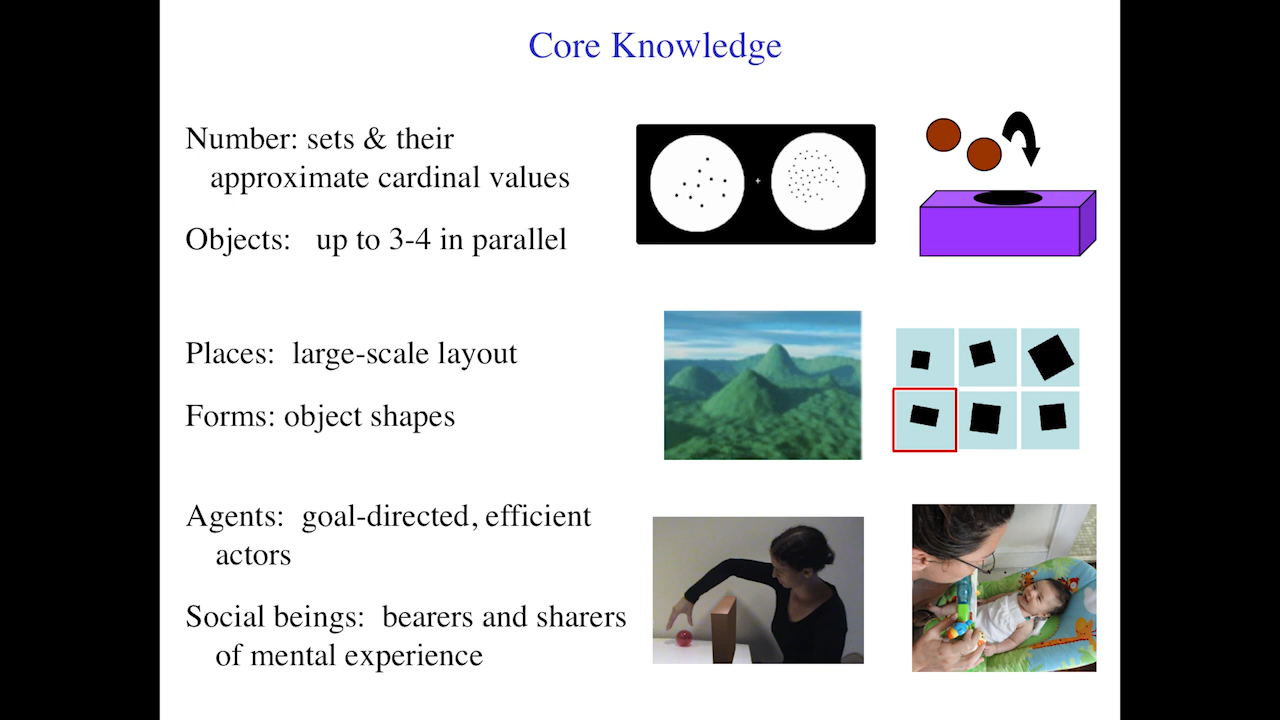 Core Knowledge
Number: sets & their
approximate cardinal values
Objects: up to 3-4 in parallel
Places: large-scale layout
Forms: object shapes
Agents: goal-directed, efficient
actors
Social beings: bearers and sharers
of mental experience